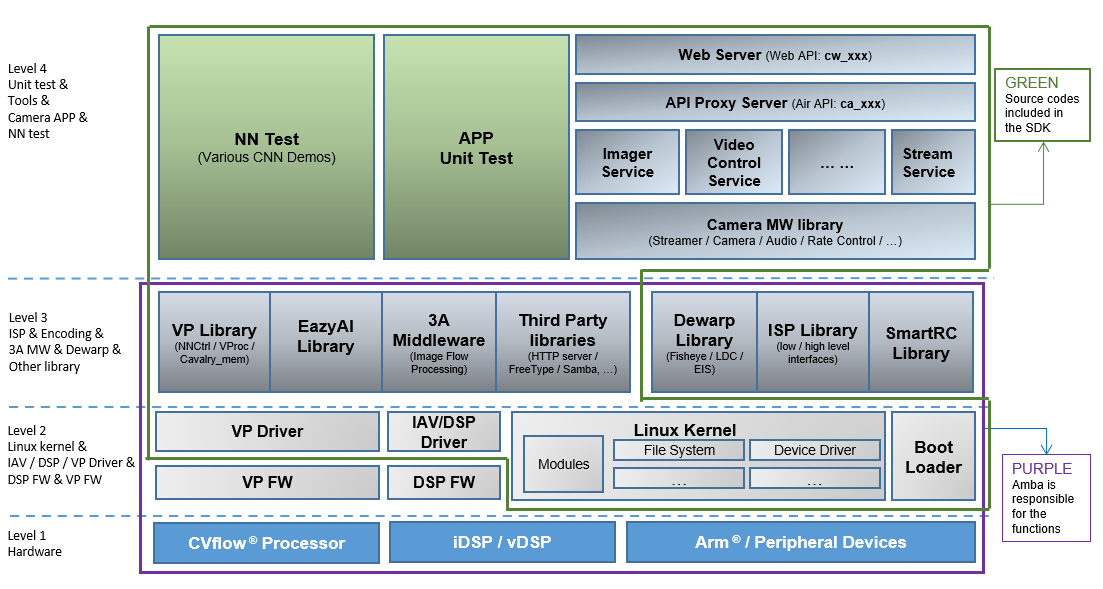 Level 4
Unit test &
Tools &
Camera APP &
NN test
NN Test
(Various CNN Demos)
APP
Unit Test
Web Server (Web API: cw_xxx)
API Proxy Server (Air API: ca_xxx)
Imager
Service
Video
Control
Service
... ...
Stream
Service
Camera MW library
(Streamer / Camera / Audio / Rate Control / ...)
GREEN
Source codes
included in
the SDK
Level 3
ISP & Encoding &
3A MW & Dewarp &
Other library
VP Library
(NNCtrl / VProc /
Cavalry_mem)
EazyAI
Library
3A
Middleware
(Image Flow
Processing)
Third Party
libraries
(HTTP server /
FreeType / Samba, ...)
Dewarp
Library
(Fisheye / LDC /
EIS)
ISP Library
(low / high level
interfaces)
SmartRC
Library
Level 2
Linux kernel &
IAV / DSP / VP Driver &
DSP FW & VP FW
VP Driver
IAV/DSP
Driver
VP FW
DSP FW
Linux Kernel
Modules
File System
Device Driver
...
...
Boot
Loader
PURPLE
Amba is
responsible
for the
functions
Level 1
Hardware
CVflow® Processor
iDSP / vDSP
Arm® / Peripheral Devices